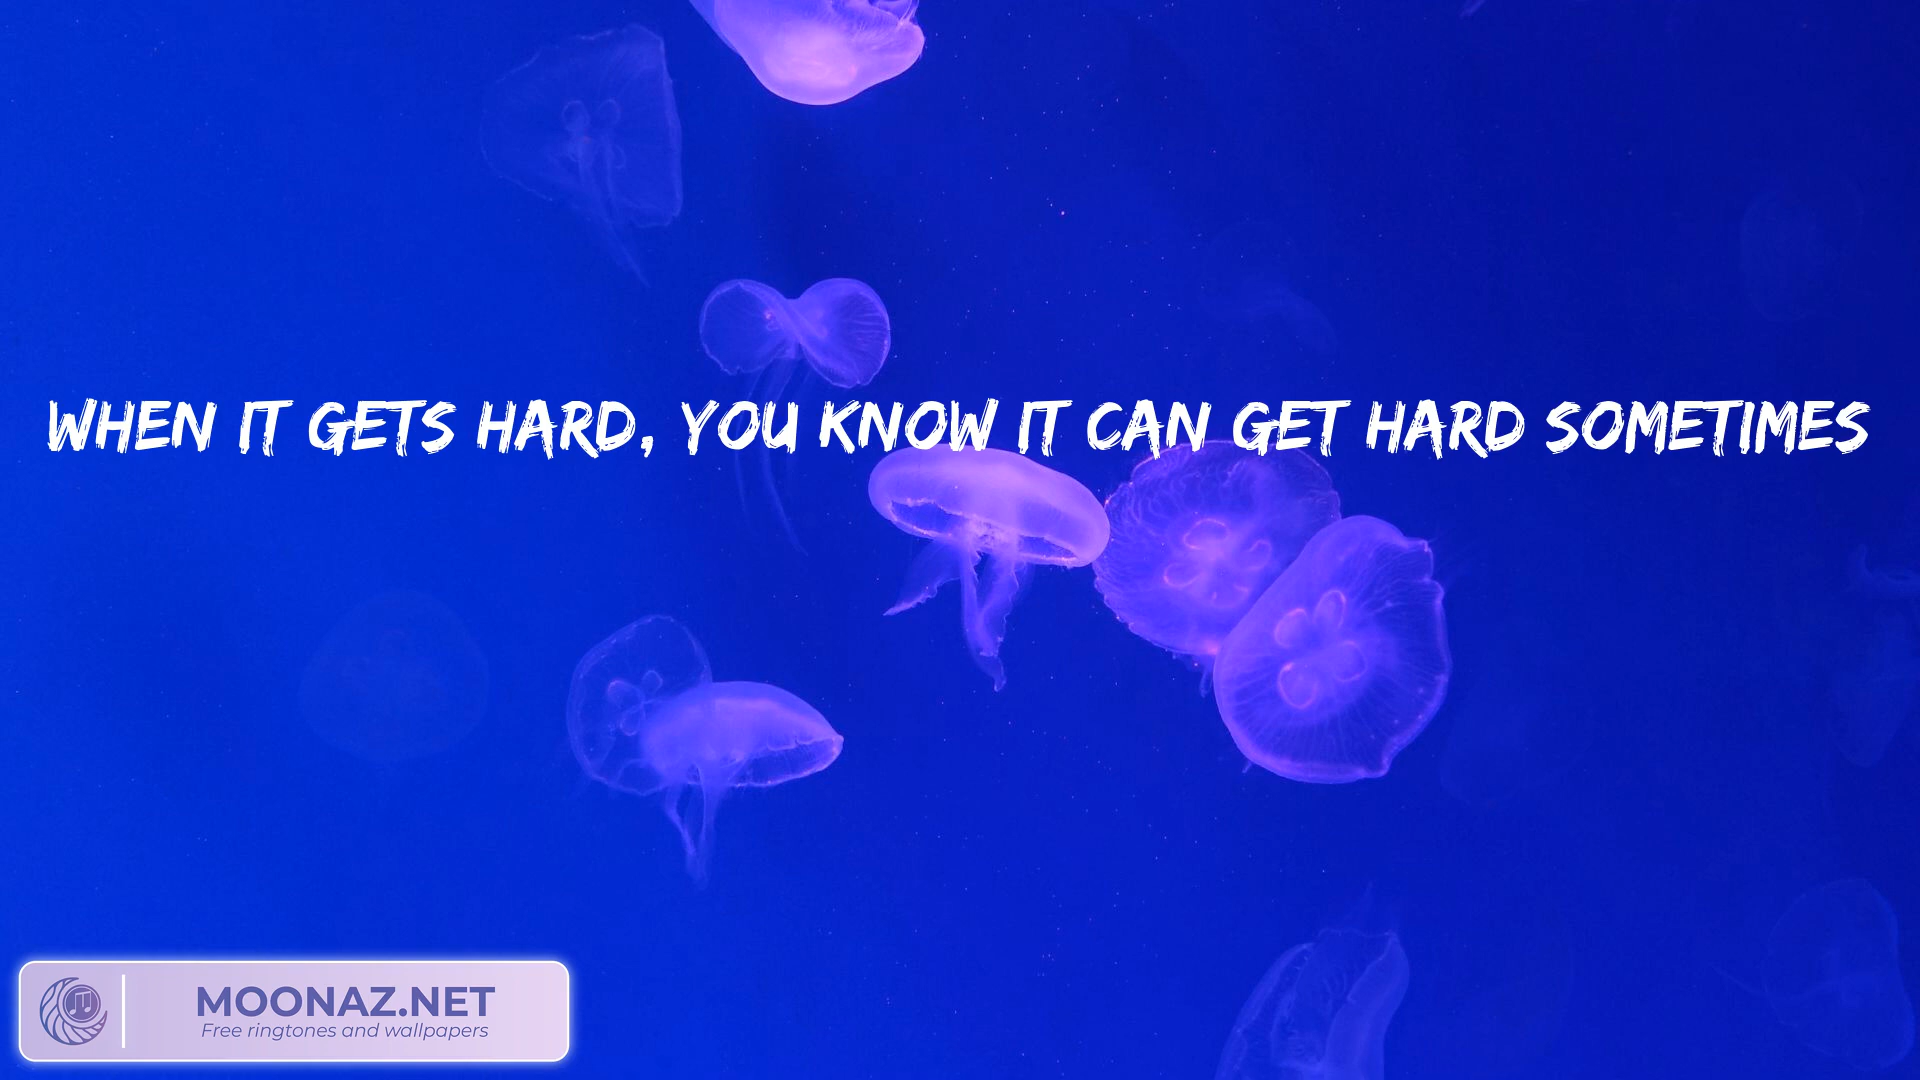 WHEN IT GETS HARD, YOU KNOW IT CAN GET HARD SOMETIMES
MOONAZ.NET
Free ringtones and wallpapers